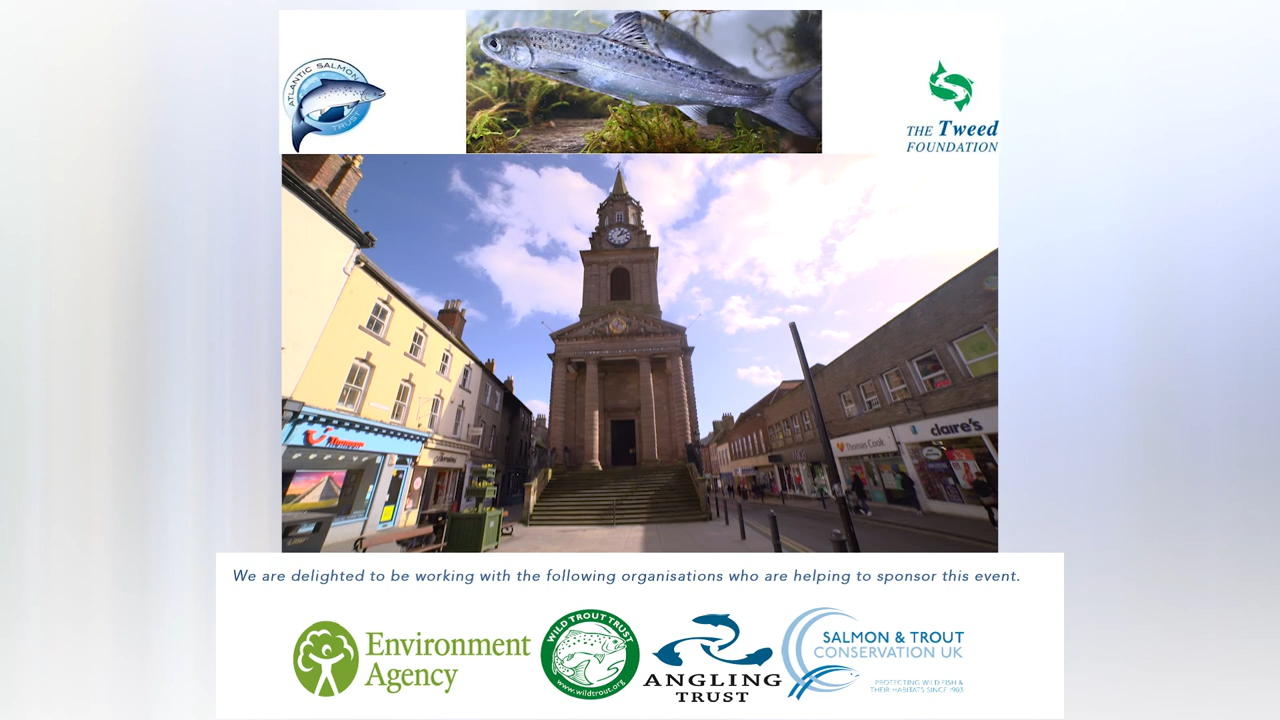 ATLANTIC SALMON
TRUST
THE Tweed
FOUNDATION
Thomas Cook
claire's
We are delighted to be working with the following organisations who are helping to sponsor this event.
Environment
Agency
WILD TROUT TRUST
www.wildtrout.org
ANGLING
TRUST
SALMON & TROUT
CONSERVATION UK
PROTECTING WILD FISH &
THEIR HABITATS SINCE 1903